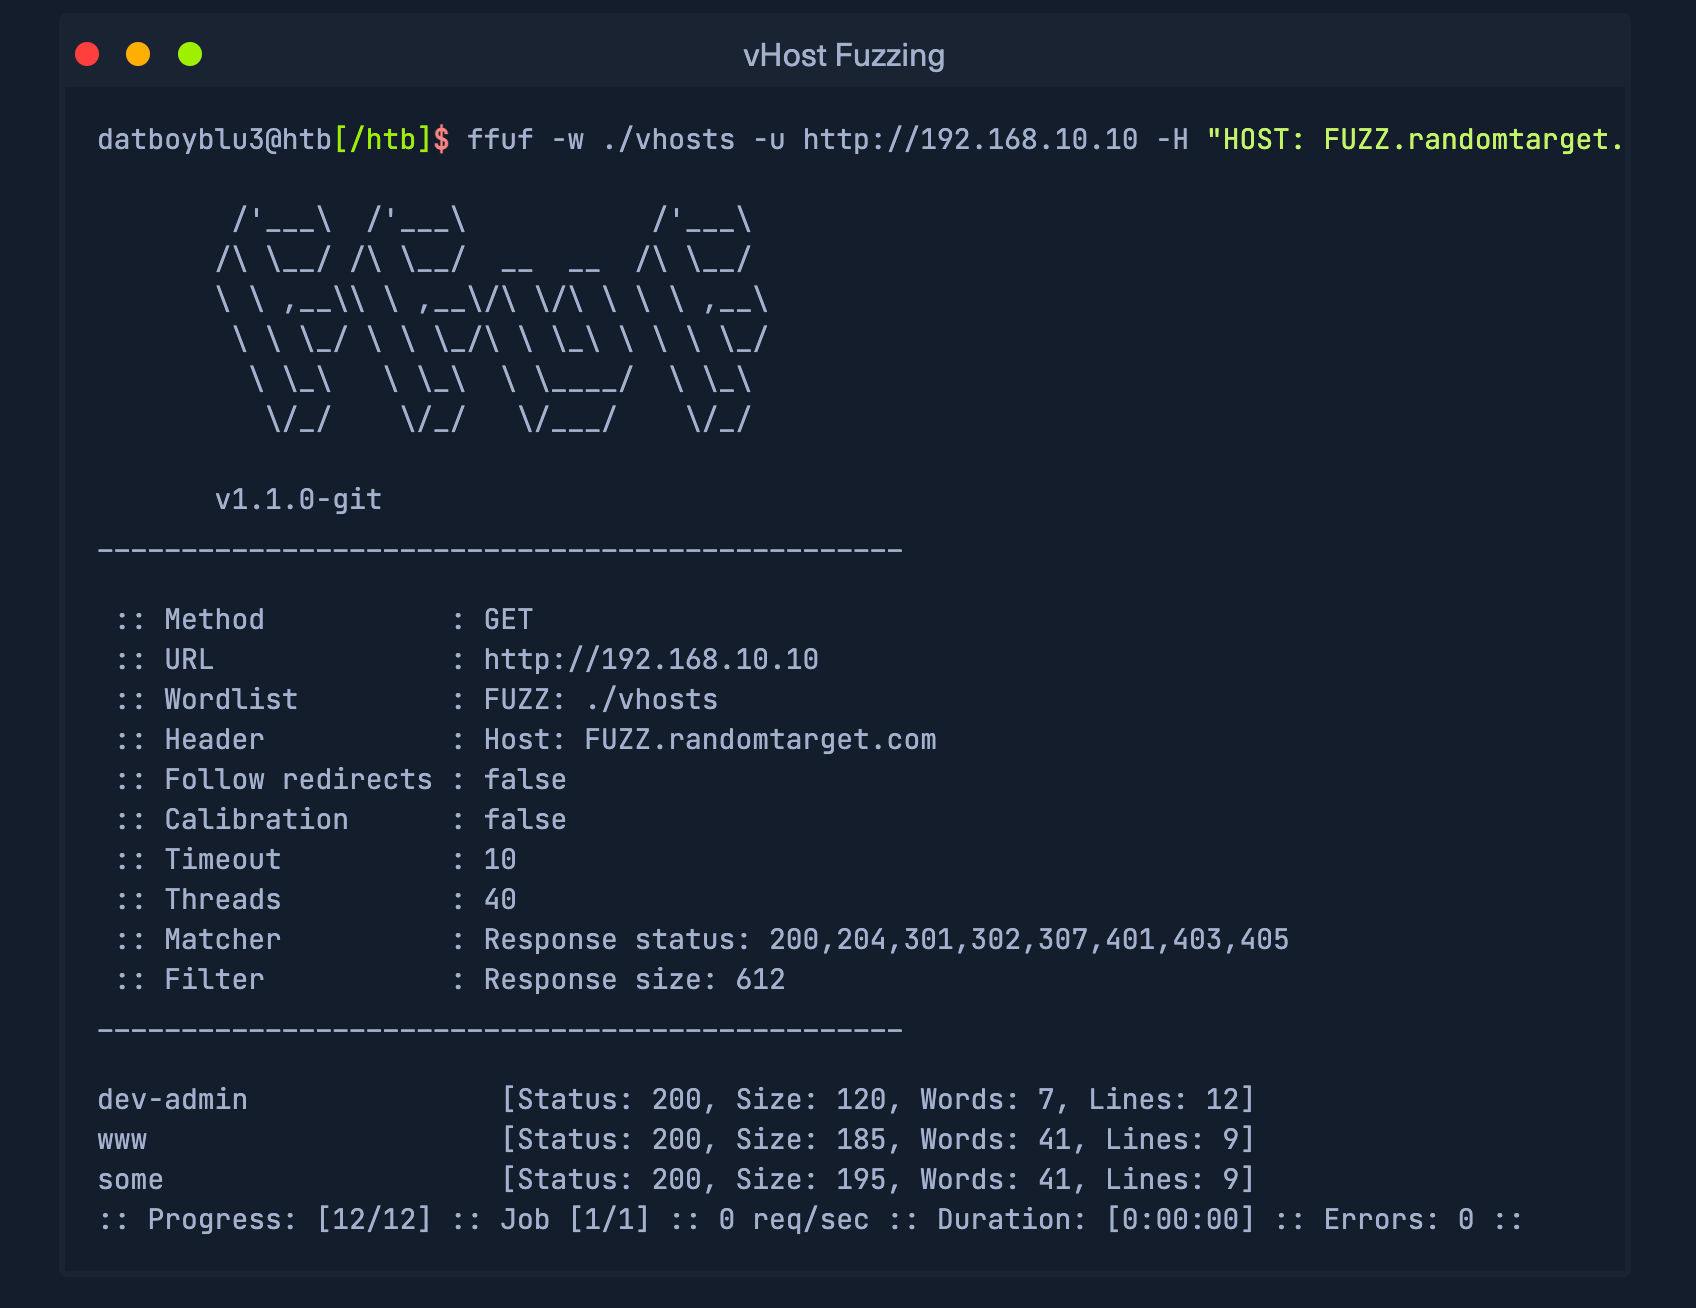 vHost Fuzzing
datboyblu3@htb[/htb]$ ffuf -w ./vhosts -u http://192.168.10.10 -H "HOST: FUZZ.randomtarget.
        /'___\  /'___\           /'___\
       /\ \__/ /\ \__/  __  __  /\ \__/
       \ \ ,__\\ \ ,__\/\ \/\ \ \ \ ,__\
        \ \ \_/ \ \ \_/\ \ \_\ \ \ \ \_/
         \ \_\   \ \_\  \ \____/  \ \_\
          \/_/    \/_/   \/___/    \/_/
       v1.1.0-git
________________________________________________
 :: Method           : GET
 :: URL              : http://192.168.10.10
 :: Wordlist         : FUZZ: ./vhosts
 :: Header           : Host: FUZZ.randomtarget.com
 :: Follow redirects : false
 :: Calibration      : false
 :: Timeout          : 10
 :: Threads          : 40
 :: Matcher          : Response status: 200,204,301,302,307,401,403,405
 :: Filter           : Response size: 612
________________________________________________
dev-admin               [Status: 200, Size: 120, Words: 7, Lines: 12]
www                     [Status: 200, Size: 185, Words: 41, Lines: 9]
some                    [Status: 200, Size: 195, Words: 41, Lines: 9]
:: Progress: [12/12] :: Job [1/1] :: 0 req/sec :: Duration: [0:00:00] :: Errors: 0 ::